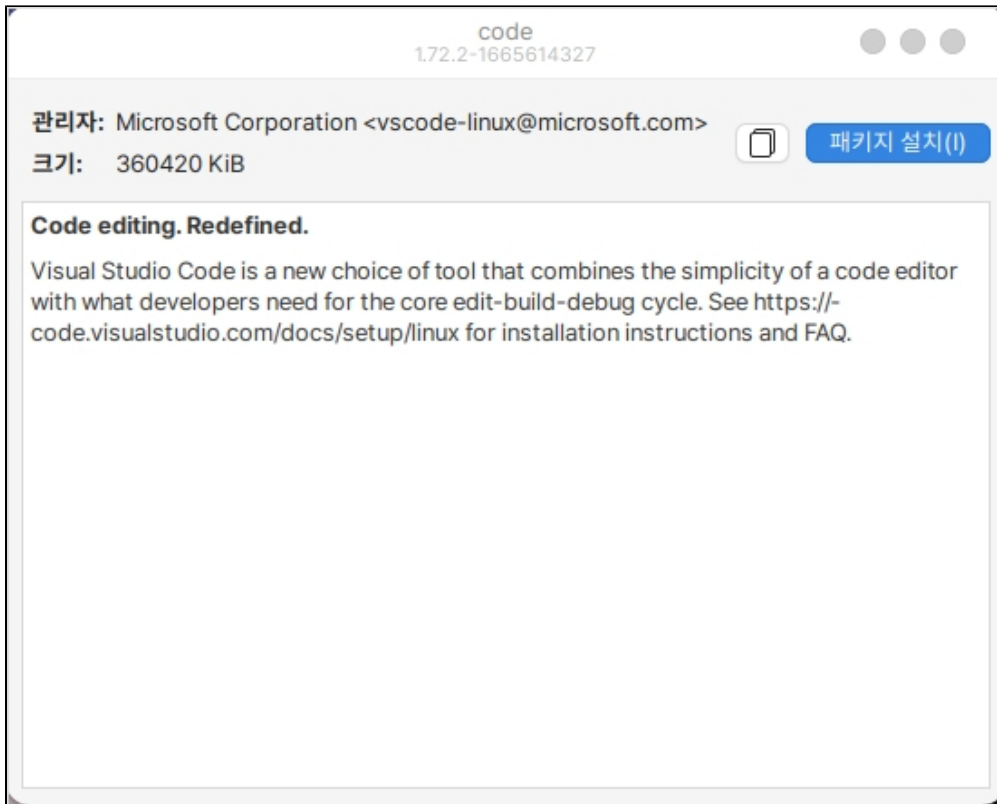 code
1.72.2-1665614327
관리자: Microsoft Corporation <vscode-linux@microsoft.com>
패키지 설치(I)
크기: 360420 KiB
Code editing. Redefined.
Visual Studio Code is a new choice of tool that combines the simplicity of a code editor
with what developers need for the core edit-build-debug cycle. See https://-
code.visualstudio.com/docs/setup/linux for installation instructions and FAQ.